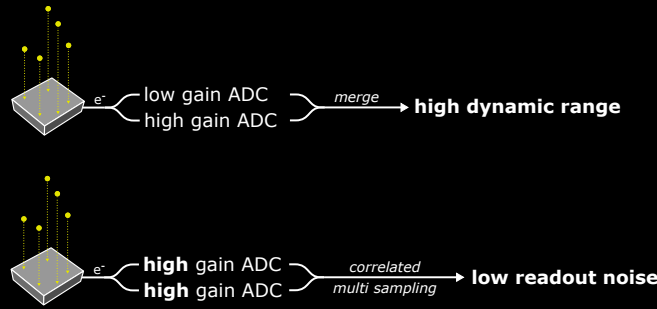 e-
low gain ADC
high gain ADC
merge
high dynamic range
e-
high gain ADC
high gain ADC
correlated
multi sampling
low readout noise